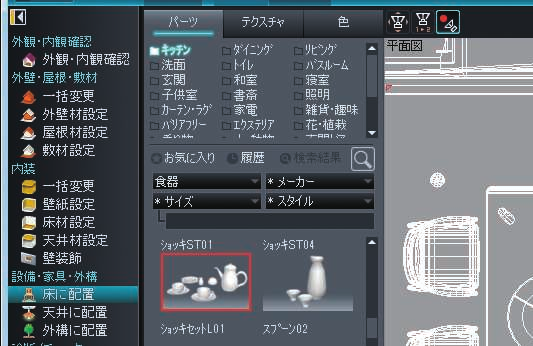 パーツ
テクスチャ
色
1▸2
平面図
外観・内観確認
外観・内観確認
外壁・屋根・敷材
一括変更
外壁材設定
屋根材設定
敷材設定
内装
一括変更
壁紙設定
床材設定
天井材設定
壁装飾
設備・家具・外構
床に配置
天井に配置
外構に配置
キッチン
ダイニング
リビング
洗面
トイレ
バスルーム
玄関
和室
寝室
子供室
書斎
照明
カーテン・ラグ
家電
雑貨・趣味
バリアフリー
エクステリア
花・植栽
お気に入り
履歴
検索結果
食器
* メーカー
* サイズ
* スタイル
ショッキST01
ショッキST04
ショッキセットL01
スプーン02